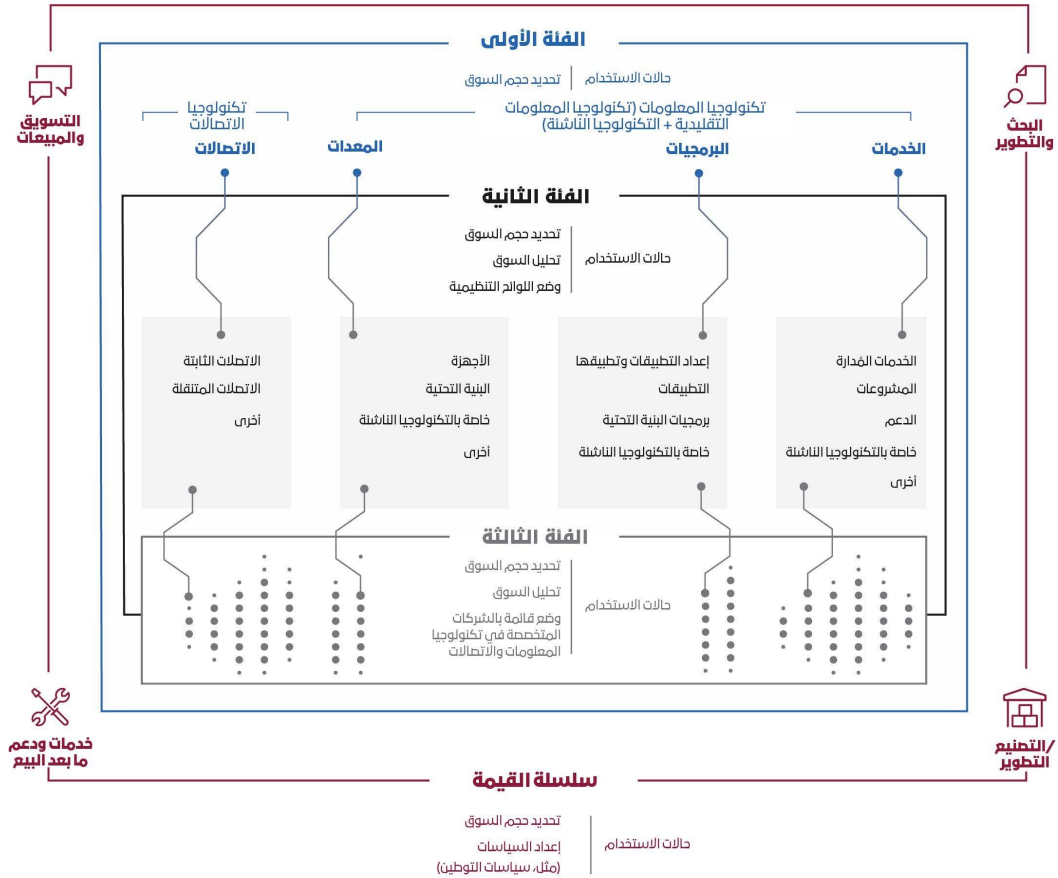 الفئة الأولى
حالات الاستخدام
تحديد حجم السوق
البحث
والتطوير
التسويق
والمبيعات
تكنولوجيا المعلومات (تكنولوجيا المعلومات
التقليدية + التكنولوجيا الناشئة)
تكنولوجيا
الاتصالات
الخدمات
البرمجيات
المعدات
الاتصالات
الفئة الثانية
حالات الاستخدام
تحديد حجم السوق
تحليل السوق
وضع اللوائح التنظيمية
الخدمات المُدارة
المشروعات
الدعم
خاصة بالتكنولوجيا الناشئة
أخرى
إعداد التطبيقات وتطبيقها
التطبيقات
برمجيات البنية التحتية
خاصة بالتكنولوجيا الناشئة
الأجهزة
البنية التحتية
خاصة بالتكنولوجيا الناشئة
أخرى
الاتصلات الثابتة
الاتصلات المتنقلة
أخرى
الفئة الثالثة
حالات الاستخدام
تحديد حجم السوق
تحليل السوق
وضع قائمة بالشركات
المتخصصة في تكنولوجيا
المعلومات والاتصالات
التصنيع/
التطوير
خدمات ودعم
ما بعد البيع
سلسلة القيمة
حالات الاستخدام
تحديد حجم السوق
إعداد السياسات
(مثل، سياسات التوطين)